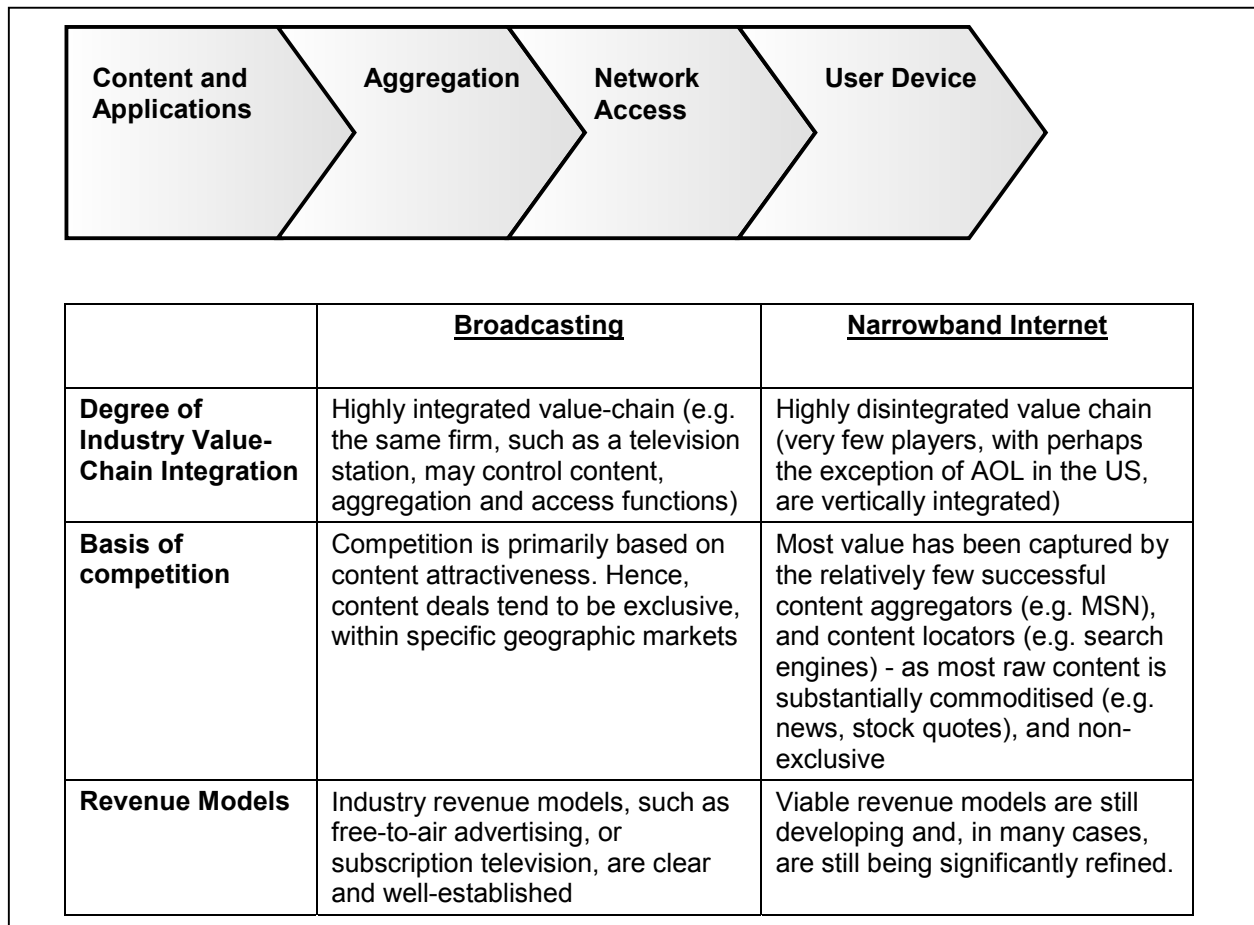 Content and
Applications
Aggregation
Network
Access
User Device
Broadcasting
Narrowband Internet
Degree of
Industry Value-
Chain Integration
Highly integrated value-chain (e.g.
the same firm, such as a television
station, may control content,
aggregation and access functions)
Highly disintegrated value chain
(very few players, with perhaps
the exception of AOL in the US,
are vertically integrated)
Basis of
competition
Competition is primarily based on
content attractiveness. Hence,
content deals tend to be exclusive,
within specific geographic markets
Most value has been captured by
the relatively few successful
content aggregators (e.g. MSN),
and content locators (e.g. search
engines) - as most raw content is
substantially commoditised (e.g.
news, stock quotes), and non-
exclusive
Revenue Models
Industry revenue models, such as
free-to-air advertising, or
subscription television, are clear
and well-established
Viable revenue models are still
developing and, in many cases,
are still being significantly refined.